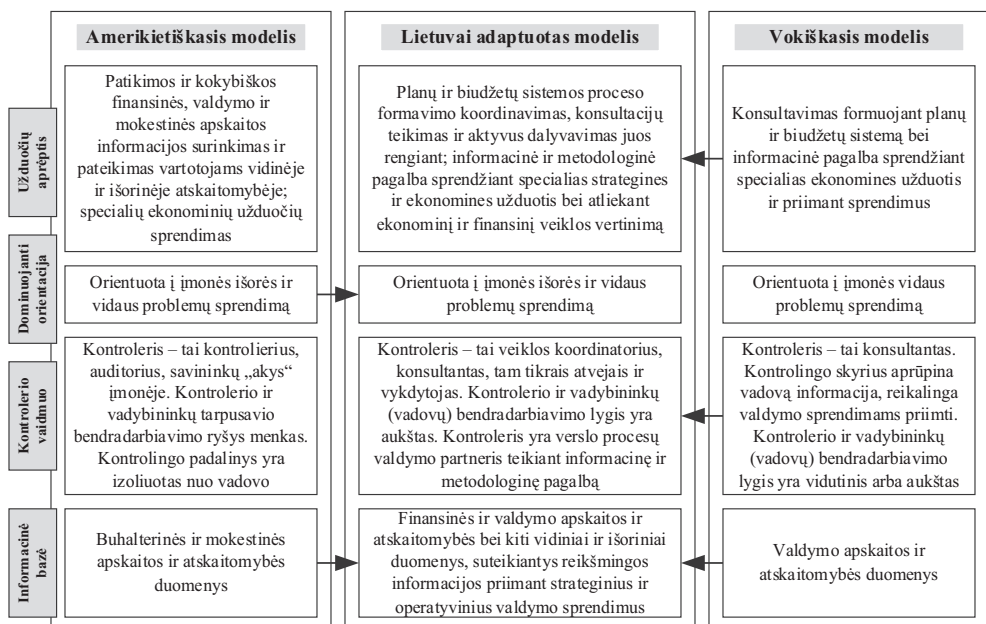 Amerikietiškasis modelis
Lietuvai adaptuotas modelis
Vokiškasis modelis
Užduočių
aprėptis
Patikimos ir kokybiškos
finansinės, valdymo ir
mokestinės apskaitos
informacijos surinkimas ir
pateikimas vartotojams vidinėje
ir išorinėje atskaitomybėje;
specialių ekonominių užduočių
sprendimas
Planų ir biudžetų sistemos proceso
formavimo koordinavimas, konsultacijų
teikimas ir aktyvus dalyvavimas juos
rengiant; informacinė ir metodologinė
pagalba sprendžiant specialias strategines
ir ekonomines užduotis bei atliekant
ekonominį ir finansinį veiklos vertinimą
Konsultavimas formuojant planų
ir biudžetų sistemą bei
informacinė pagalba sprendžiant
specialias ekonomines užduotis
ir priimant sprendimus
Dominuojanti
orientacija
Orientuota į įmonės išorės ir
vidaus problemų sprendimą
Orientuota į įmonės išorės ir vidaus
problemų sprendimą
Orientuota į įmonės vidaus
problemų sprendimą
Kontrolerio
vaidmuo
Kontroleris – tai kontrolierius,
auditorius, savininkų „akys“
įmonėje. Kontrolerio ir
vadybininkų tarpusavio
bendradarbiavimo ryšys menkas.
Kontrolingo padalinys yra
izoliuotas nuo vadovo
Kontroleris – tai veiklos koordinatorius,
konsultantas, tam tikrais atvejais ir
vykdytojas. Kontrolerio ir vadybininkų
(vadovų) bendradarbiavimo lygis yra
aukštas. Kontroleris yra verslo procesų
valdymo partneris teikiant informacinę ir
metodologinę pagalbą
Kontroleris – tai konsultantas.
Kontrolingo skyrius aprūpina
vadovą informacija, reikalinga
valdymo sprendimams priimti.
Kontrolerio ir vadybininkų
(vadovų) bendradarbiavimo
lygis yra vidutinis arba aukštas
Informacinė
bazė
Buhalterinės ir mokestinės
apskaitos ir atskaitomybės
duomenys
Finansinės ir valdymo apskaitos ir
atskaitomybės bei kiti vidiniai ir išoriniai
duomenys, suteikiantys reikšmingos
informacijos priimant strateginius ir
operatyvinius valdymo sprendimus
Valdymo apskaitos ir
atskaitomybės duomenys